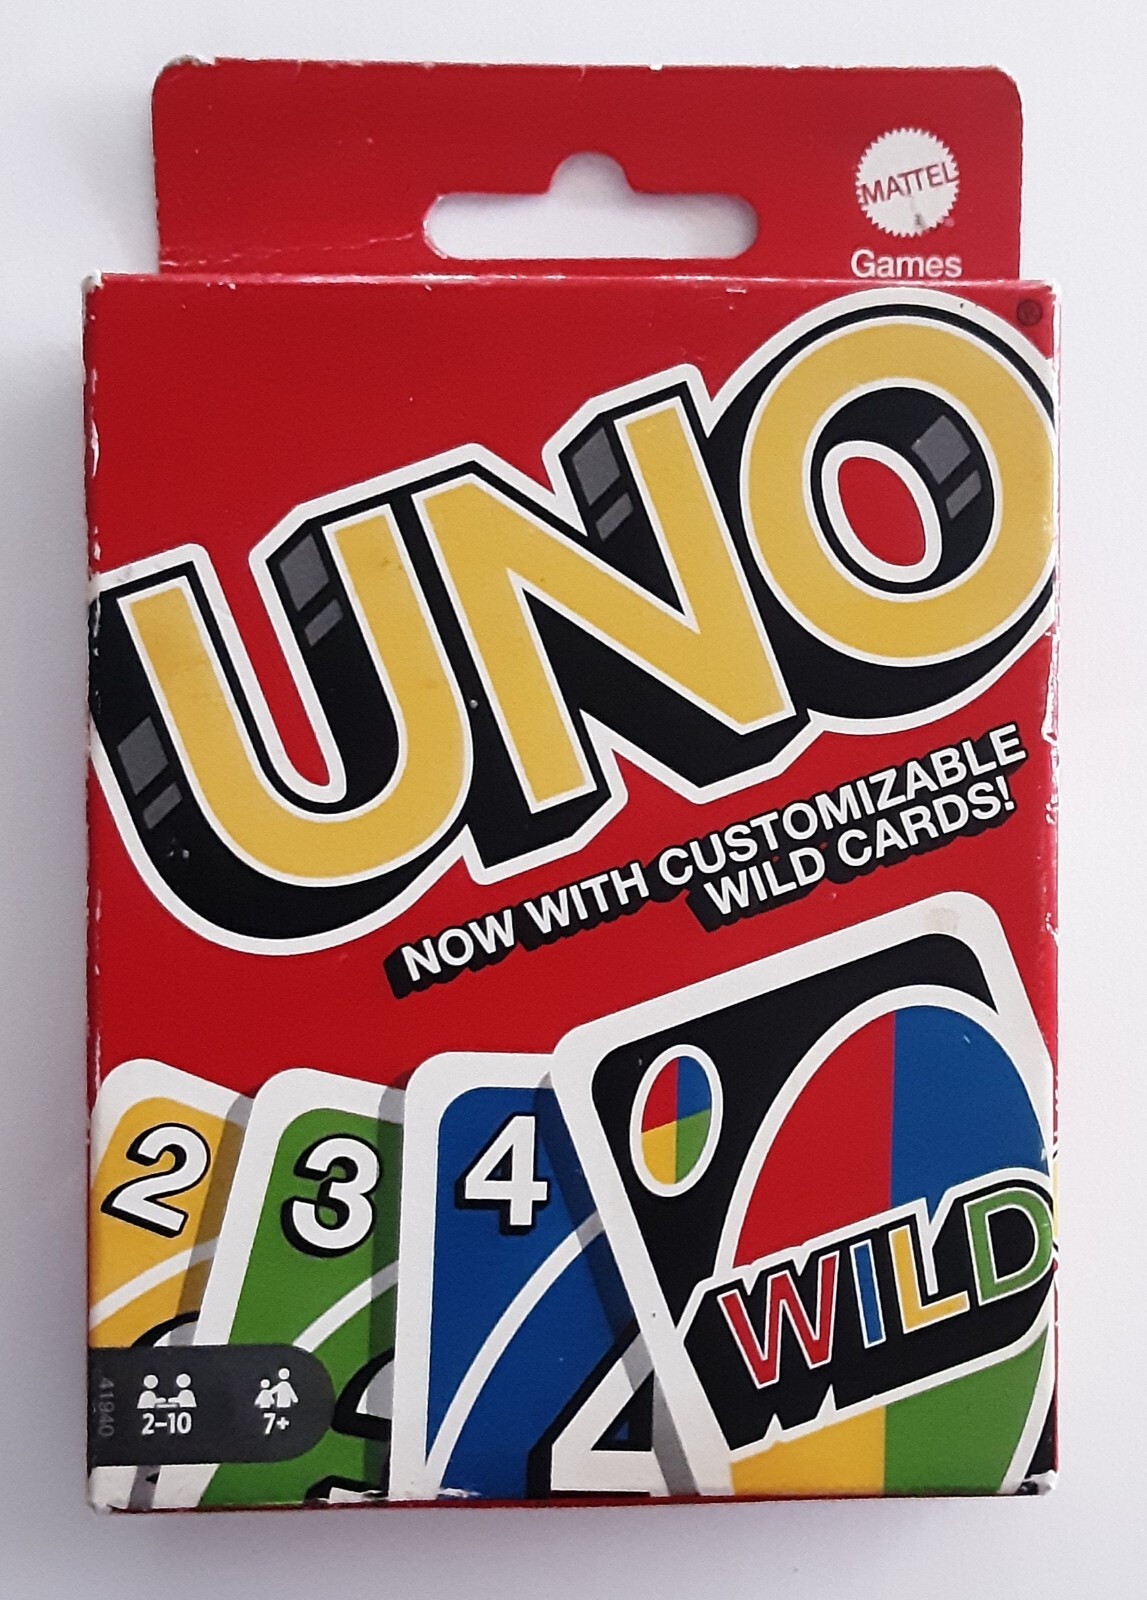 MATTEL
®
Games
®
UNO
NOW WITH CUSTOMIZABLE
WILD CARDS!
2
3
4
WILD
41940
2-10
7+